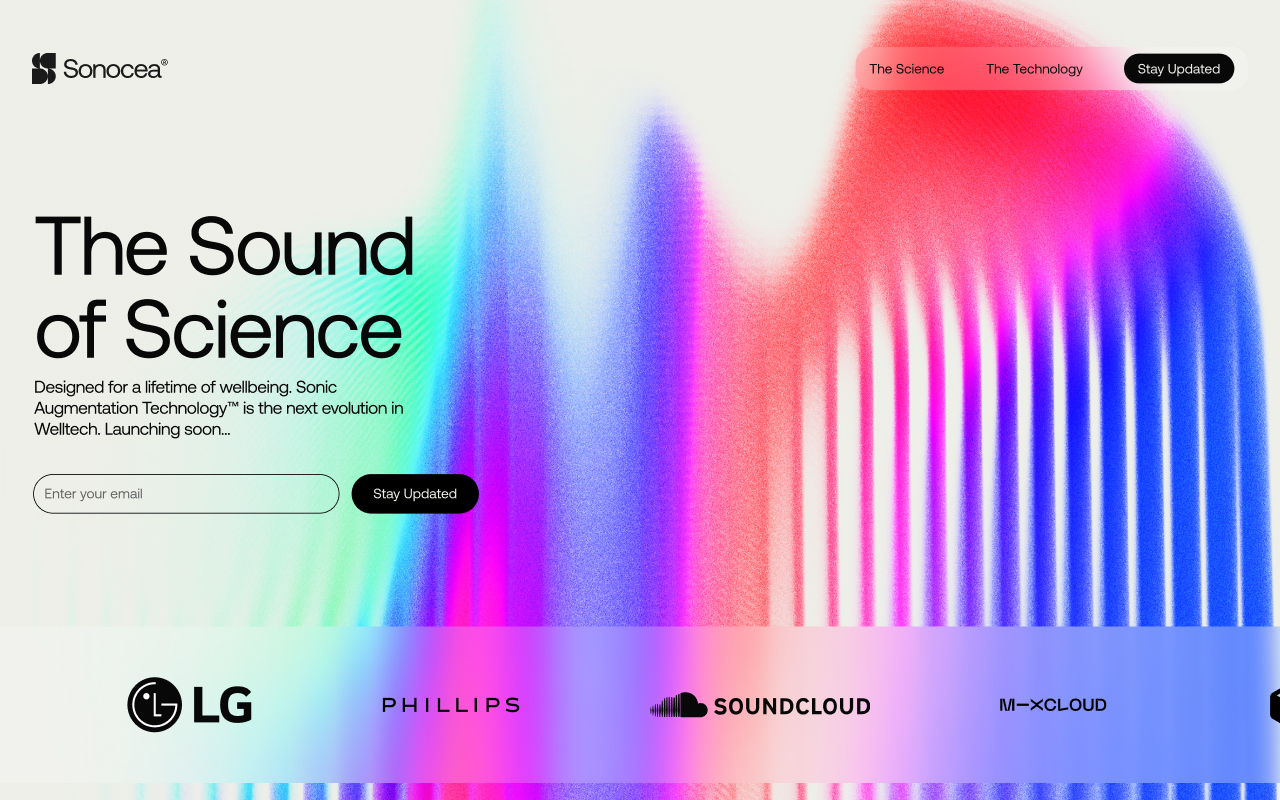 Sonocea®
The Science
The Technology
Stay Updated
The Sound
of Science
Designed for a lifetime of wellbeing. Sonic
Augmentation Technology™ is the next evolution in
Welltech. Launching soon...
Enter your email
Stay Updated
LG
PHILLIPS
SOUNDCLOUD
M–XCLOUD